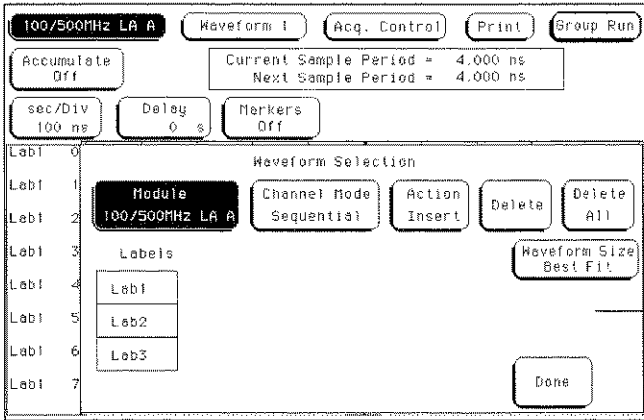 100/500MHz LA A Waveform 1 Acq. Control Print Group Run
Accumulate
Off
Current Sample Period = 4.000 ns
Next Sample Period = 4.000 ns
sec/Div
100 ns
Delay
0 s
Markers
Off
Lab1 0
Lab1 1
Lab1 2
Lab1 3
Lab1 4
Lab1 5
Lab1 6
Lab1 7
Waveform Selection
Module
100/500MHz LA A
Channel Mode
Sequential
Action
Insert
Delete
Delete
All
Labels
Lab1
Lab2
Lab3
Waveform Size
Best Fit
Done